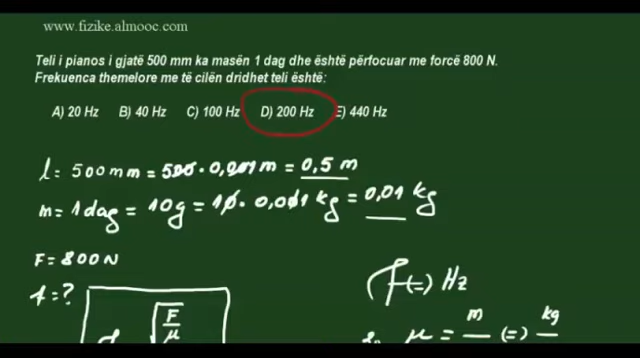 www.fizike.almooc.com
Teli i pianos i gjatë 500 mm ka masën 1 dag dhe është përfocuar me forcë 800 N.
Frekuenca themelore me të cilën dridhet teli është:
A) 20 Hz B) 40 Hz C) 100 Hz D) 200 Hz E) 440 Hz
l = 500 mm = 500 · 0,001 m = 0,5 m
m = 1 dag = 10 g = 10 · 0,001 kg = 0,01 kg
F = 800 N
f = ?
√F/μ
f (=) Hz
μ = m (=) kg